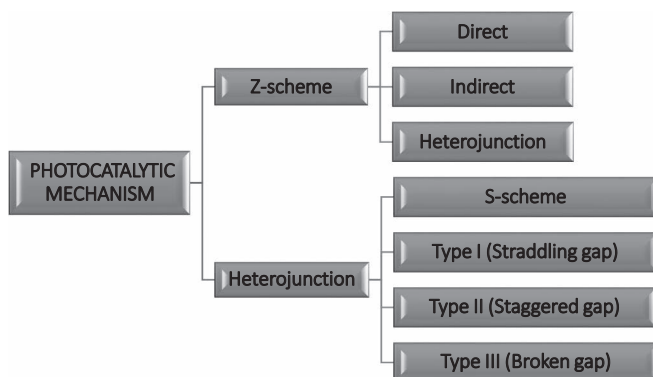 PHOTOCATALYTIC
MECHANISM
Z-scheme
Direct
Indirect
Heterojunction
Heterojunction
S-scheme
Type I (Straddling gap)
Type II (Staggered gap)
Type III (Broken gap)